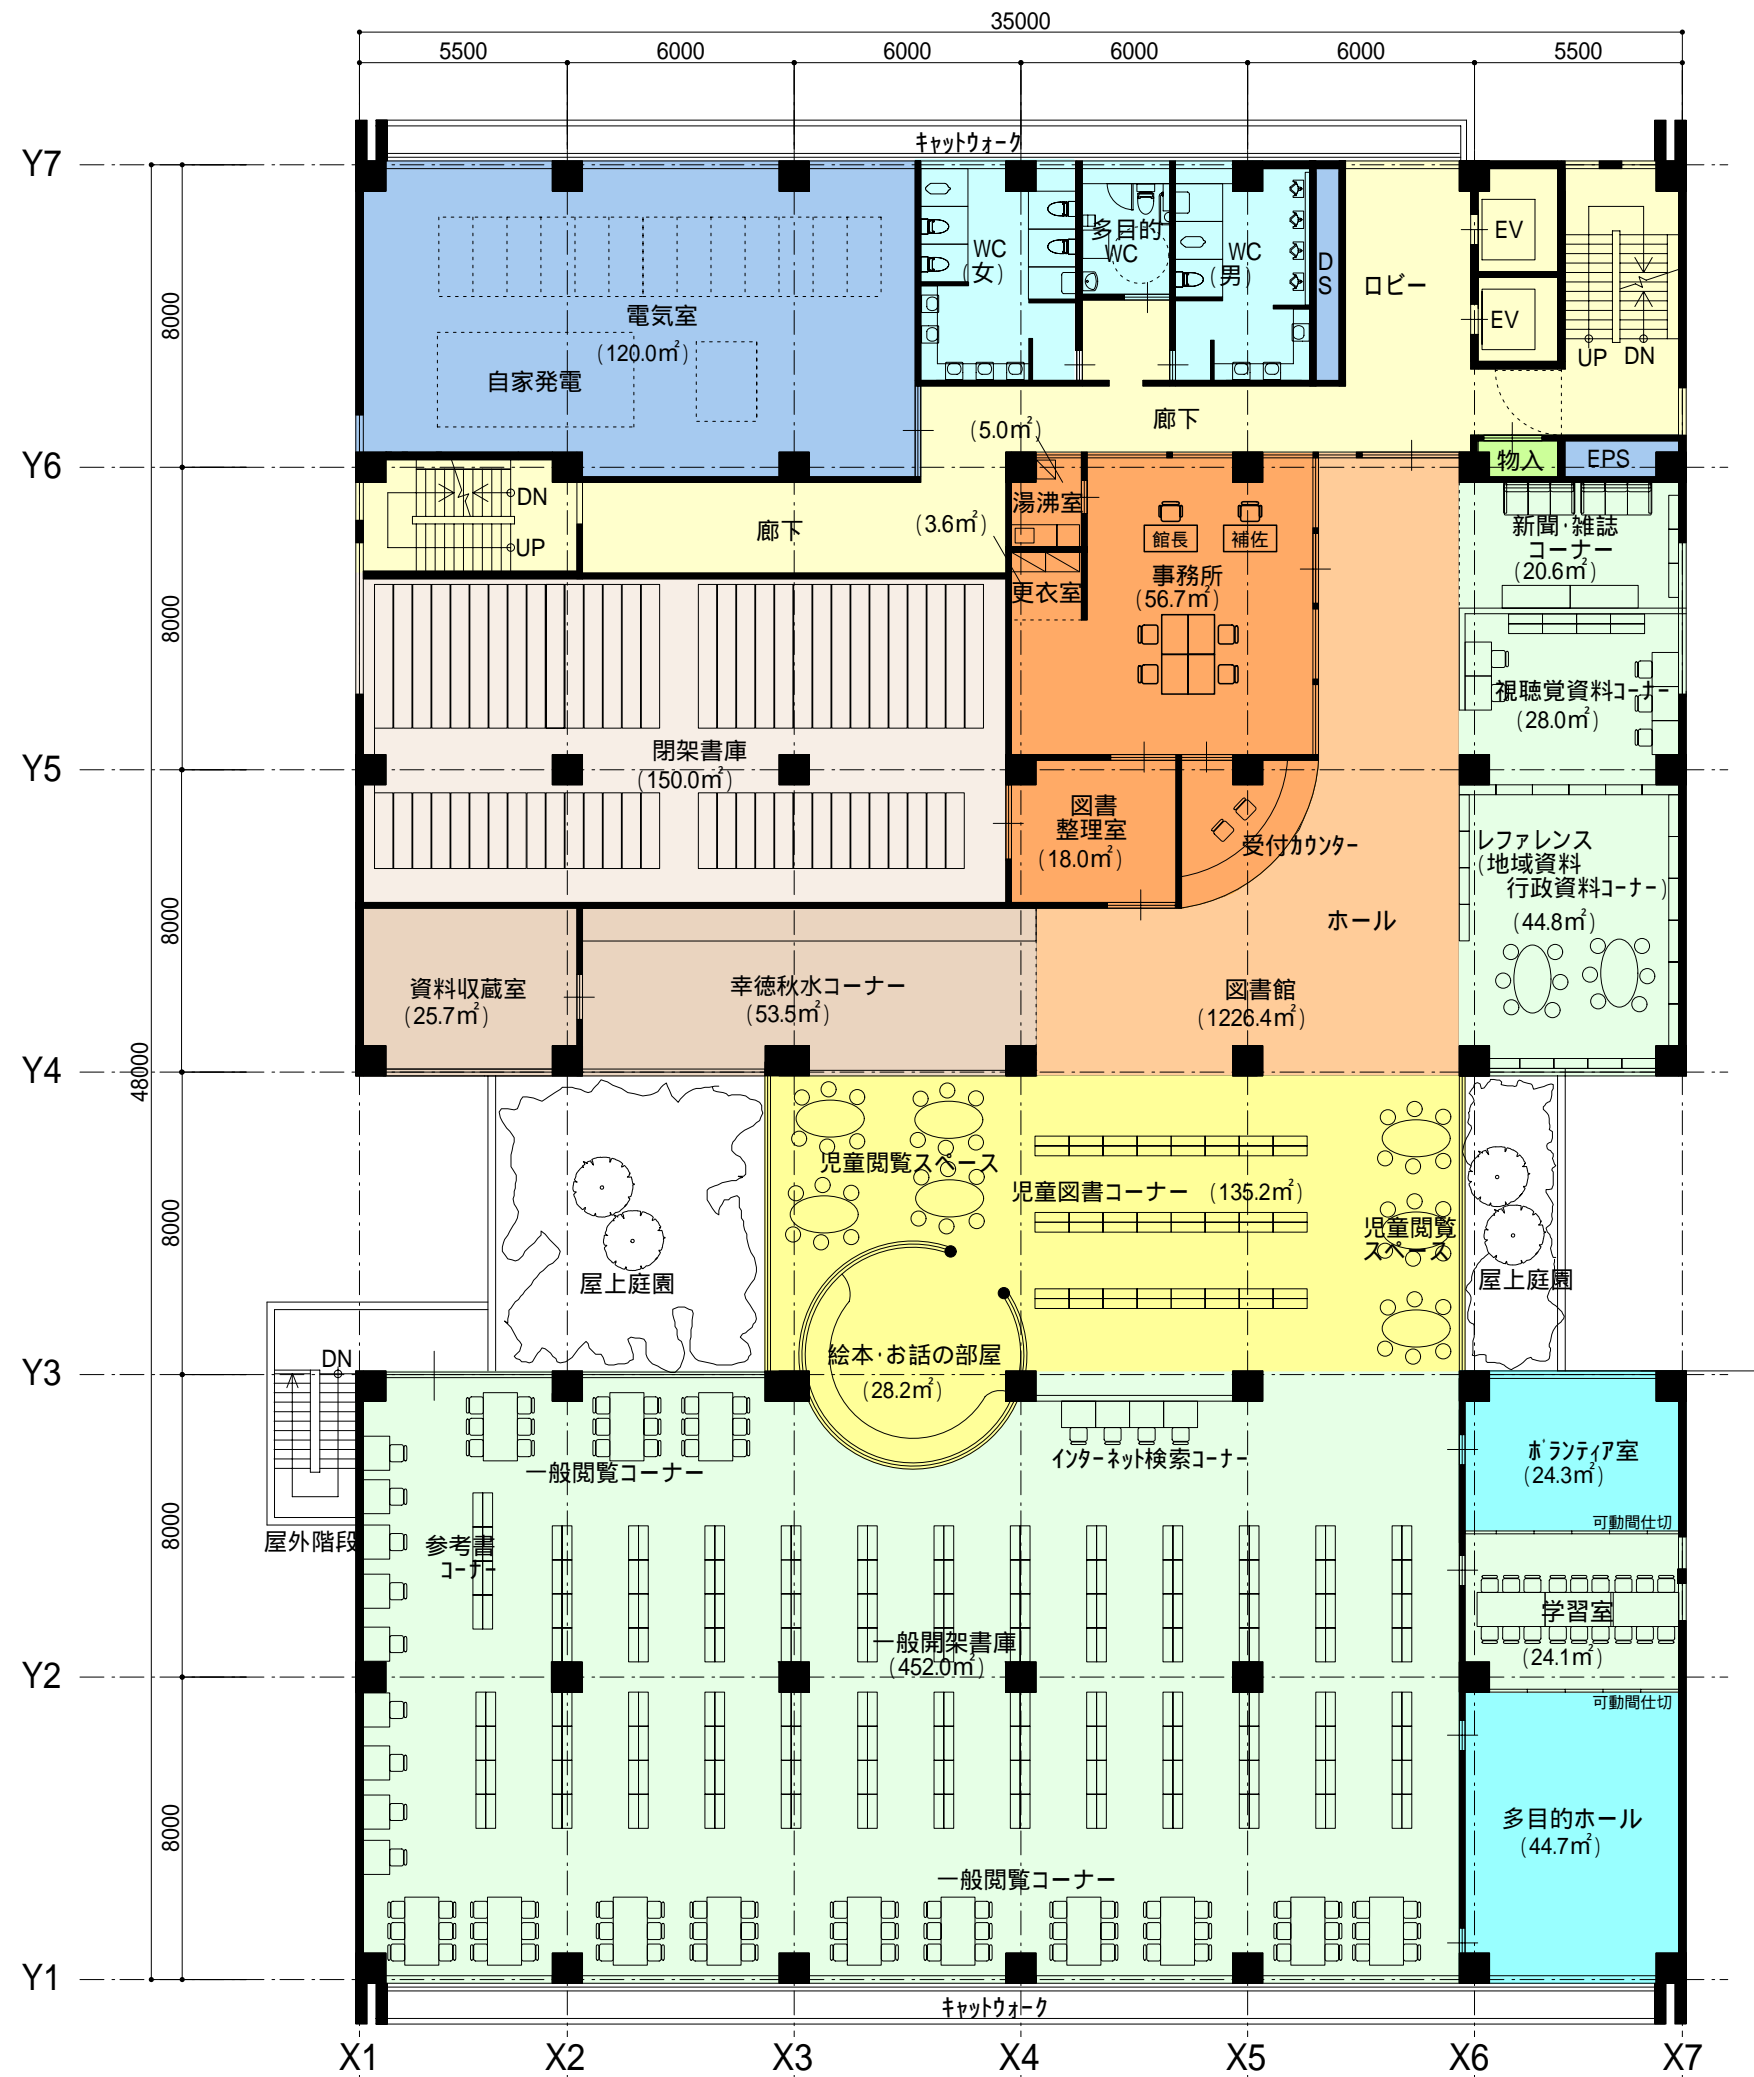 35000
5500 6000 6000 6000 6000 5500
キャットウォーク
Y7
電気室
(120.0㎡)
自家発電
WC
(女)
多目的
WC
WC
(男)
DS
ロビー
EV
EV
UP DN
8000
廊下
(5.0㎡)
物入
EPS
Y6
DN
UP
廊下
(3.6㎡)
湯沸室
更衣室
館長
補佐
事務所
(56.7㎡)
新聞・雑誌
コーナー
(20.6㎡)
8000
視聴覚資料コーナー
(28.0㎡)
閉架書庫
(150.0㎡)
Y5
図書
整理室
(18.0㎡)
受付カウンター
レファレンス
(地域資料
行政資料コーナー)
(44.8㎡)
8000
ホール
資料収蔵室
(25.7㎡)
幸徳秋水コーナー
(53.5㎡)
図書館
(1226.4㎡)
Y4
48000
児童閲覧スペース
児童図書コーナー (135.2㎡)
児童閲覧
スペース
8000
屋上庭園
屋上庭園
絵本・お話の部屋
(28.2㎡)
DN
Y3
インターネット検索コーナー
一般閲覧コーナー
ボランティア室
(24.3㎡)
可動間仕切
屋外階段
参考書
コーナー
8000
学習室
(24.1㎡)
一般開架書庫
(452.0㎡)
Y2
可動間仕切
多目的ホール
(44.7㎡)
8000
一般閲覧コーナー
Y1
キャットウォーク
X1 X2 X3 X4 X5 X6 X7